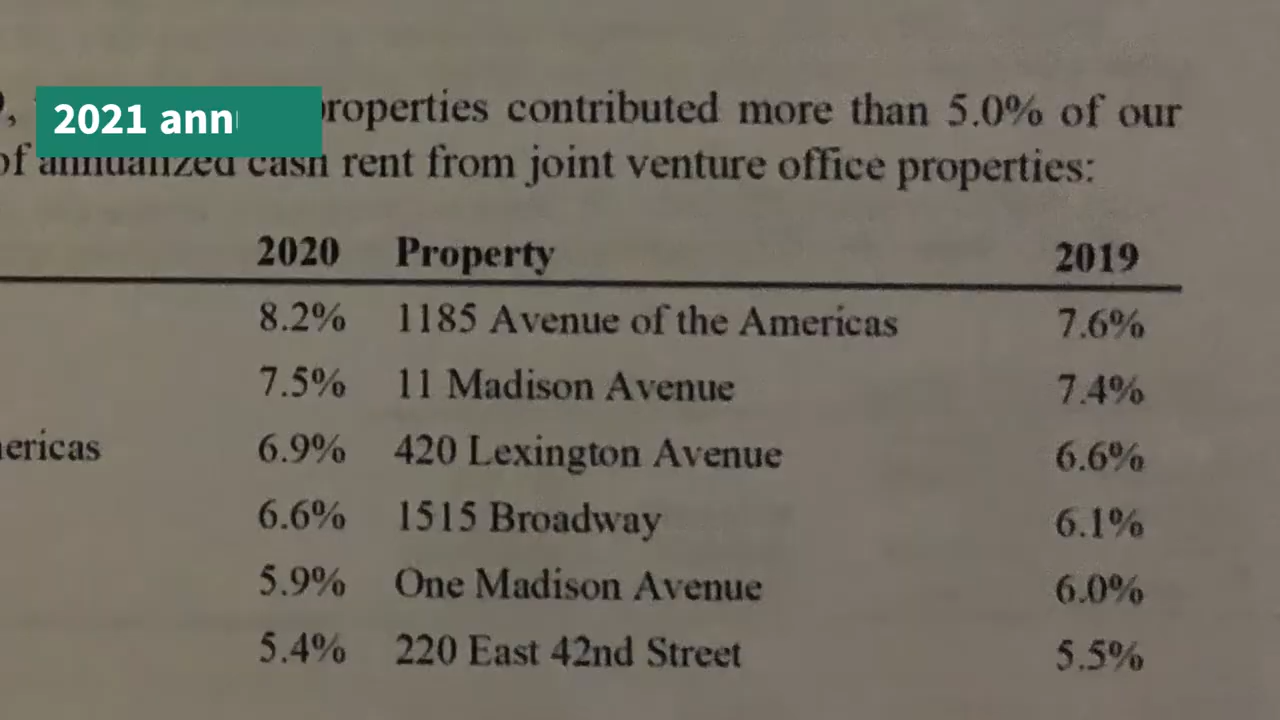 2021 ann
properties contributed more than 5.0% of our
of annualized cash rent from joint venture office properties:
2020 Property 2019
8.2% 1185 Avenue of the Americas 7.6%
7.5% 11 Madison Avenue 7.4%
ericas 6.9% 420 Lexington Avenue 6.6%
6.6% 1515 Broadway 6.1%
5.9% One Madison Avenue 6.0%
5.4% 220 East 42nd Street 5.5%